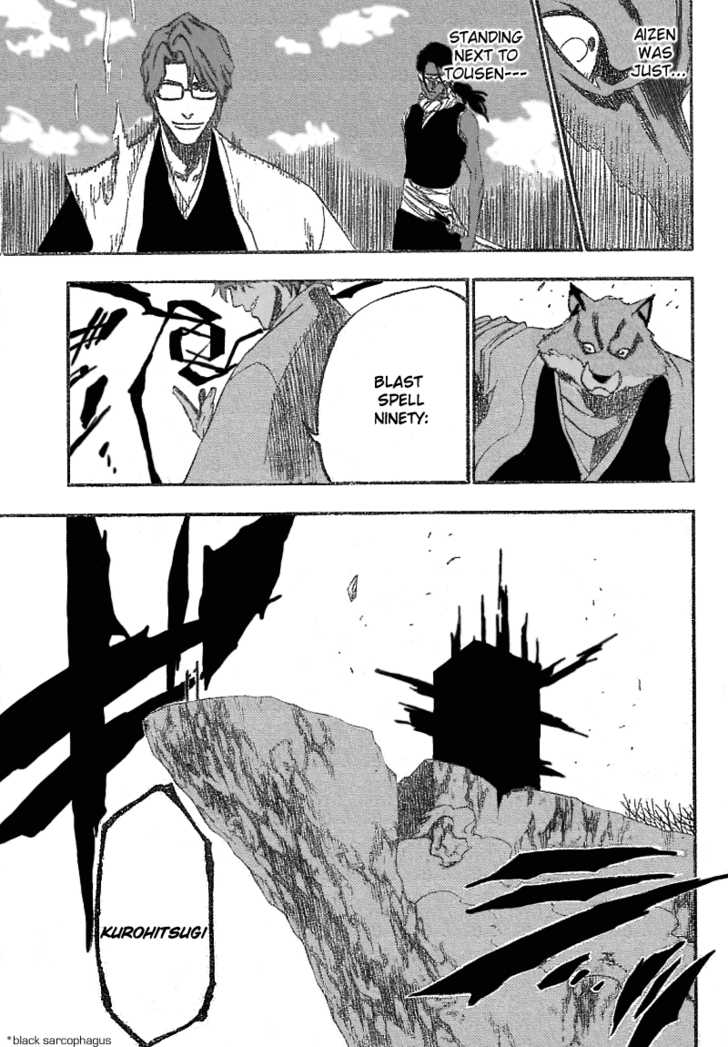 AIZEN
WAS
JUST...
STANDING
NEXT TO
TOUSEN---
BLAST
SPELL
NINETY:
KUROHITSUGI
*black sarcophagus